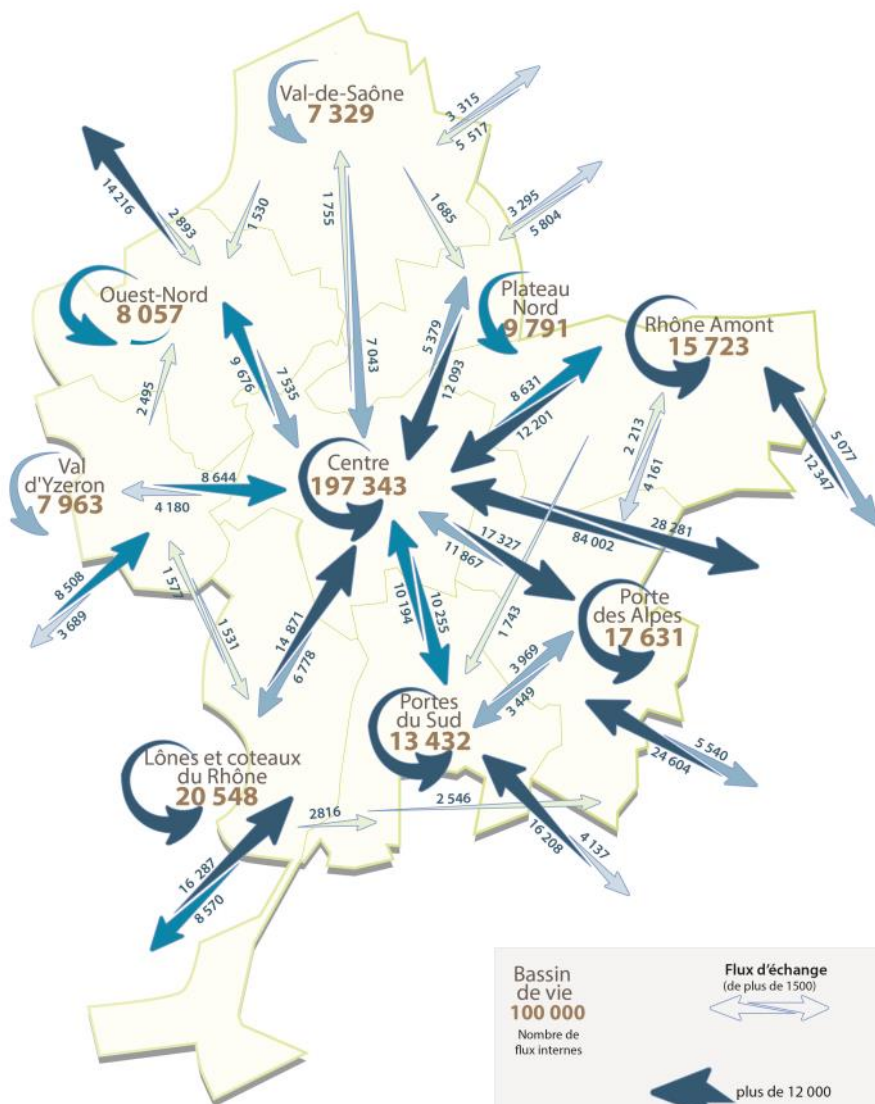 Val-de-Saône
7 329
3 315
5 517
14 216
2 893
1 530
1 755
1 685
3 295
5 804
Ouest-Nord
8 057
Plateau
Nord
9 791
Rhône Amont
15 723
2 495
9 676
7 535
7 043
5 379
12 093
8 631
12 201
2 213
4 161
5 077
12 347
Val
d'Yzeron
7 963
8 644
4 180
Centre
197 343
28 281
84 002
17 327
11 867
8 508
3 689
1 577
1 531
14 871
6 778
10 194
10 255
1 743
Porte
des Alpes
17 631
3 969
3 449
Portes
du Sud
13 432
5 540
24 604
Lônes et coteaux
du Rhône
20 548
2816
2 546
16 208
4 137
16 287
8 570
Bassin
de vie
100 000
Nombre de
flux internes
Flux d'échange
(de plus de 1500)
plus de 12 000